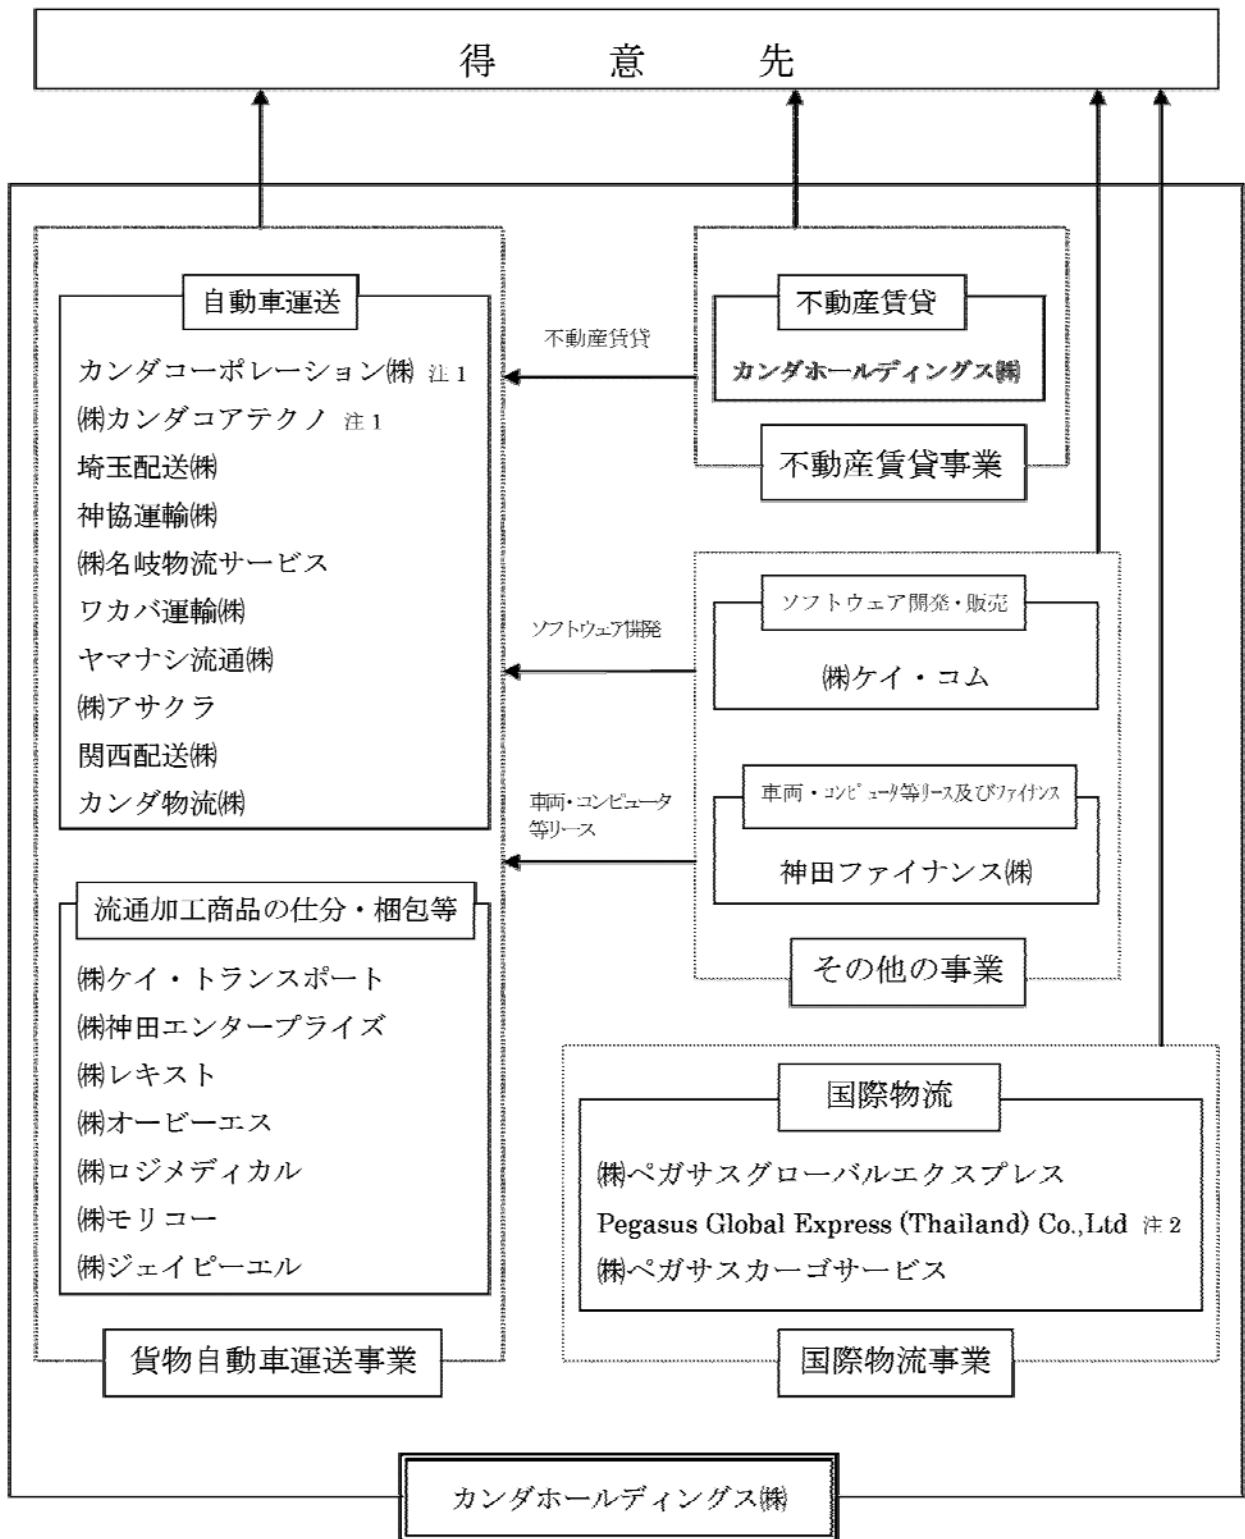 得意先
自動車運送
カンダコーポレーション㈱ 注1
㈱カンダコアテクノ 注1
埼玉配送㈱
神協運輸㈱
㈱名岐物流サービス
ワカバ運輸㈱
ヤマナシ流通㈱
㈱アサクラ
関西配送㈱
カンダ物流㈱
流通加工商品の仕分・梱包等
㈱ケイ・トランスポート
㈱神田エンタープライズ
㈱レキスト
㈱オービーエス
㈱ロジメディカル
㈱モリコー
㈱ジェイピーエル
貨物自動車運送事業
不動産賃貸
ソフトウェア開発
車両・コンピュータ
等リース
不動産賃貸
カンダホールディングス㈱
不動産賃貸事業
ソフトウェア開発・販売
㈱ケイ・コム
車両・コンピュータ等リース及びファイナンス
神田ファイナンス㈱
その他の事業
国際物流
㈱ペガサスグローバルエクスプレス
Pegasus Global Express (Thailand) Co.,Ltd 注2
㈱ペガサスカーゴサービス
国際物流事業
カンダホールディングス㈱